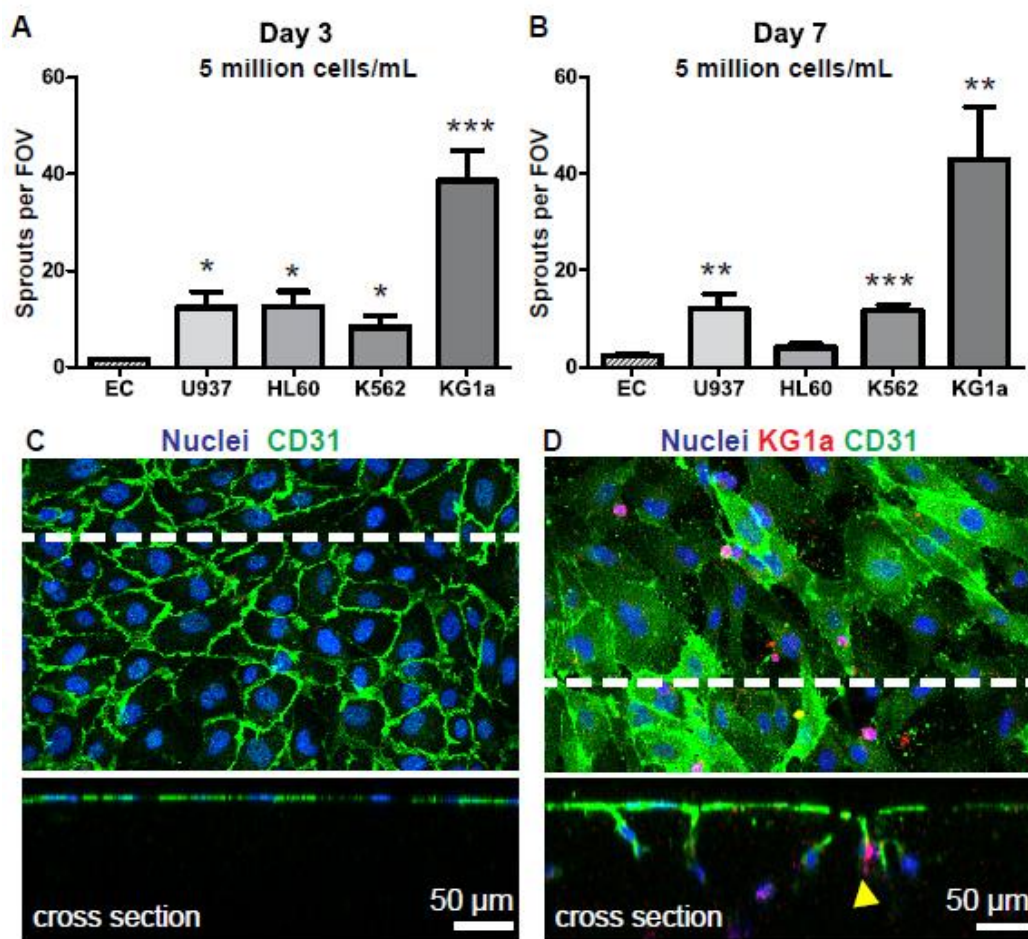 A
Day 3
5 million cells/mL
Sprouts per FOV
60
40
20
0
*
*
*
***
EC U937 HL60 K562 KG1a
B
Day 7
5 million cells/mL
Sprouts per FOV
60
40
20
0
**
***
**
EC U937 HL60 K562 KG1a
C
Nuclei CD31
cross section
50 μm
D
Nuclei KG1a CD31
cross section
50 μm